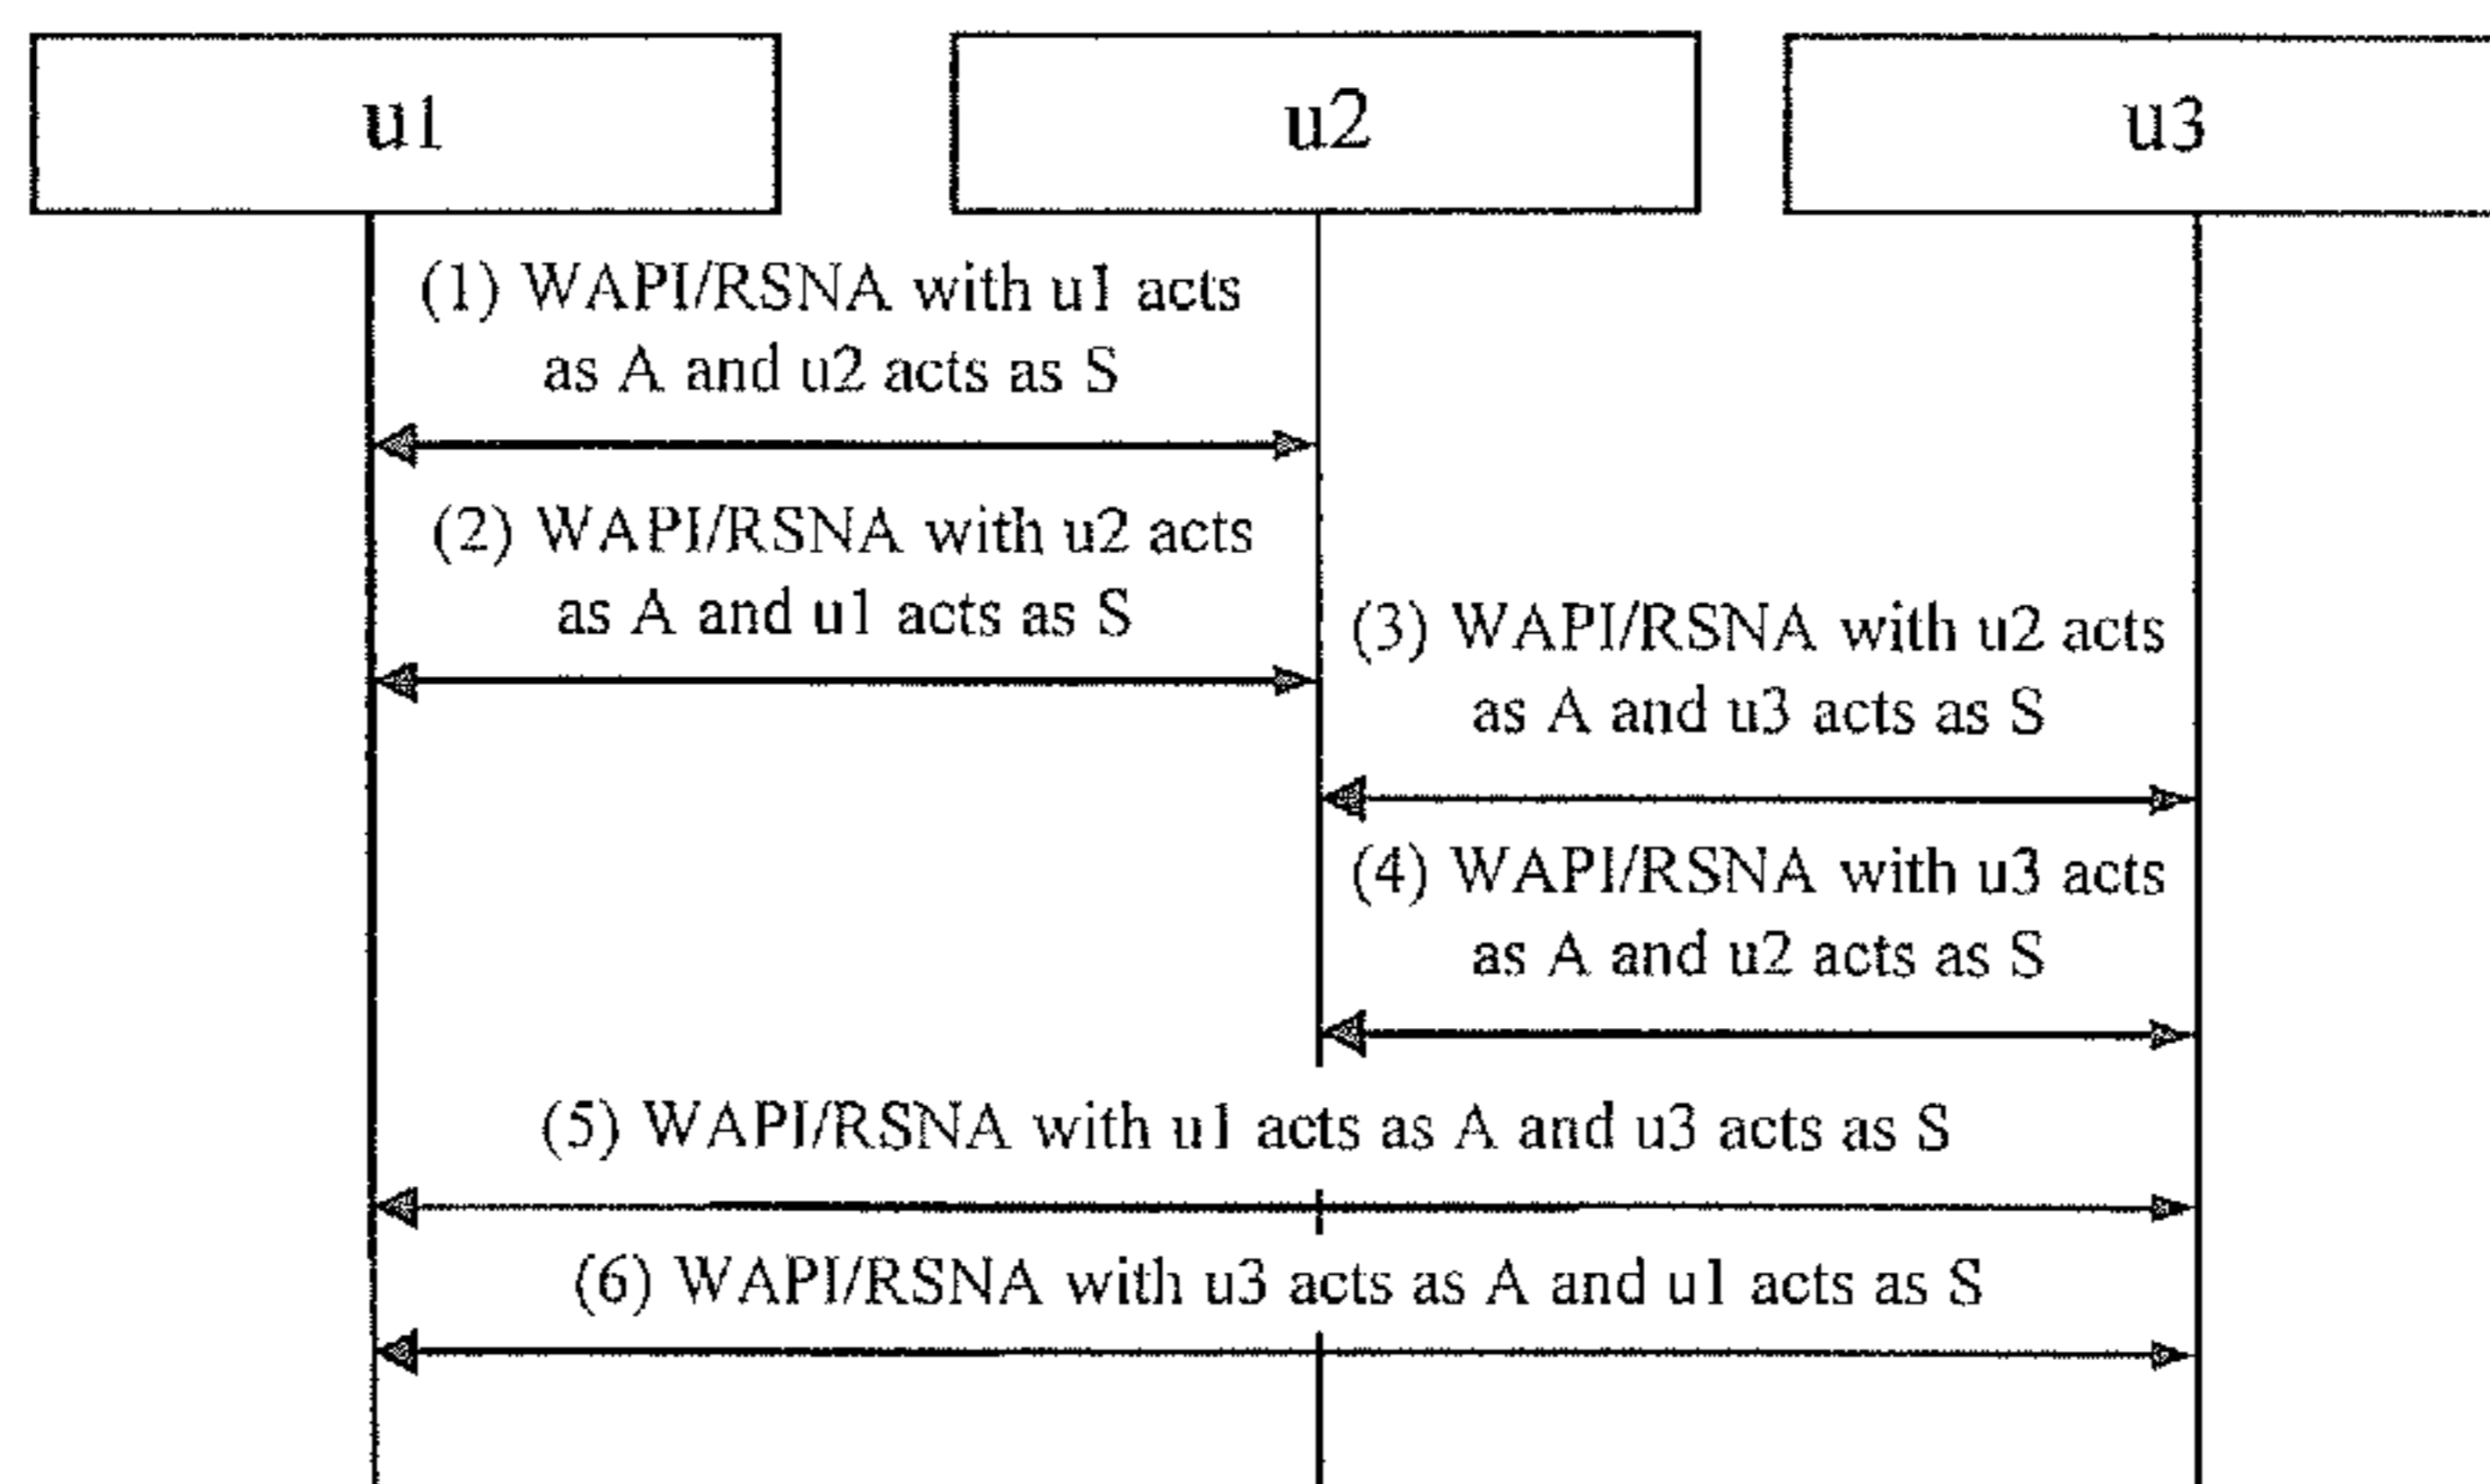 u1
u2
u3
(1) WAPI/RSNA with u1 acts
as A and u2 acts as S
(2) WAPI/RSNA with u2 acts
as A and u1 acts as S
(3) WAPI/RSNA with u2 acts
as A and u3 acts as S
(4) WAPI/RSNA with u3 acts
as A and u2 acts as S
(5) WAPI/RSNA with u1 acts as A and u3 acts as S
(6) WAPI/RSNA with u3 acts as A and u1 acts as S